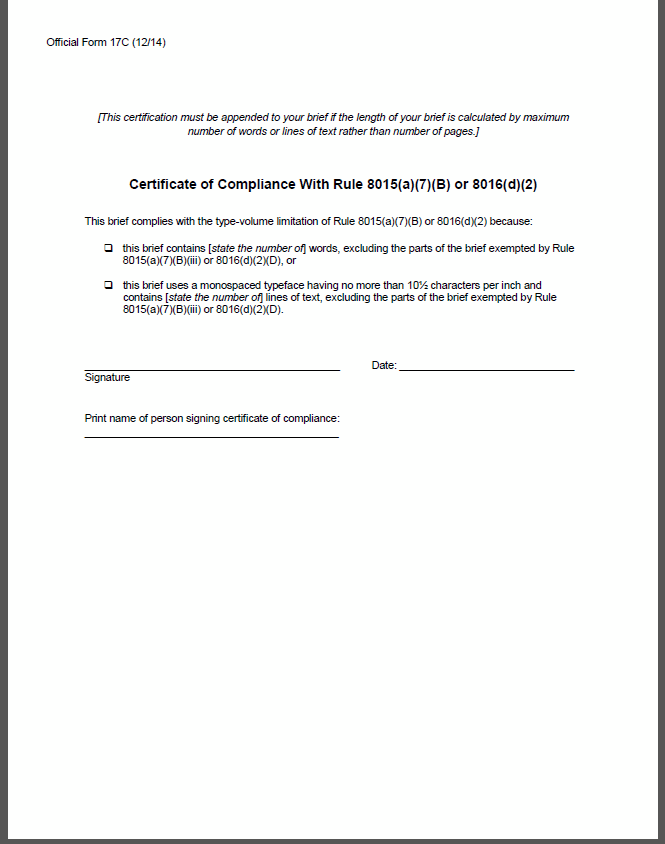 Official Form 17C (12/14)
[This certification must be appended to your brief if the length of your brief is calculated by maximum
number of words or lines of text rather than number of pages.]
Certificate of Compliance With Rule 8015(a)(7)(B) or 8016(d)(2)
This brief complies with the type-volume limitation of Rule 8015(a)(7)(B) or 8016(d)(2) because:
❑ this brief contains [state the number of] words, excluding the parts of the brief exempted by Rule
8015(a)(7)(B)(iii) or 8016(d)(2)(D), or
❑ this brief uses a monospaced typeface having no more than 10½ characters per inch and
contains [state the number of] lines of text, excluding the parts of the brief exempted by Rule
8015(a)(7)(B)(iii) or 8016(d)(2)(D).
Date:
Signature
Print name of person signing certificate of compliance: